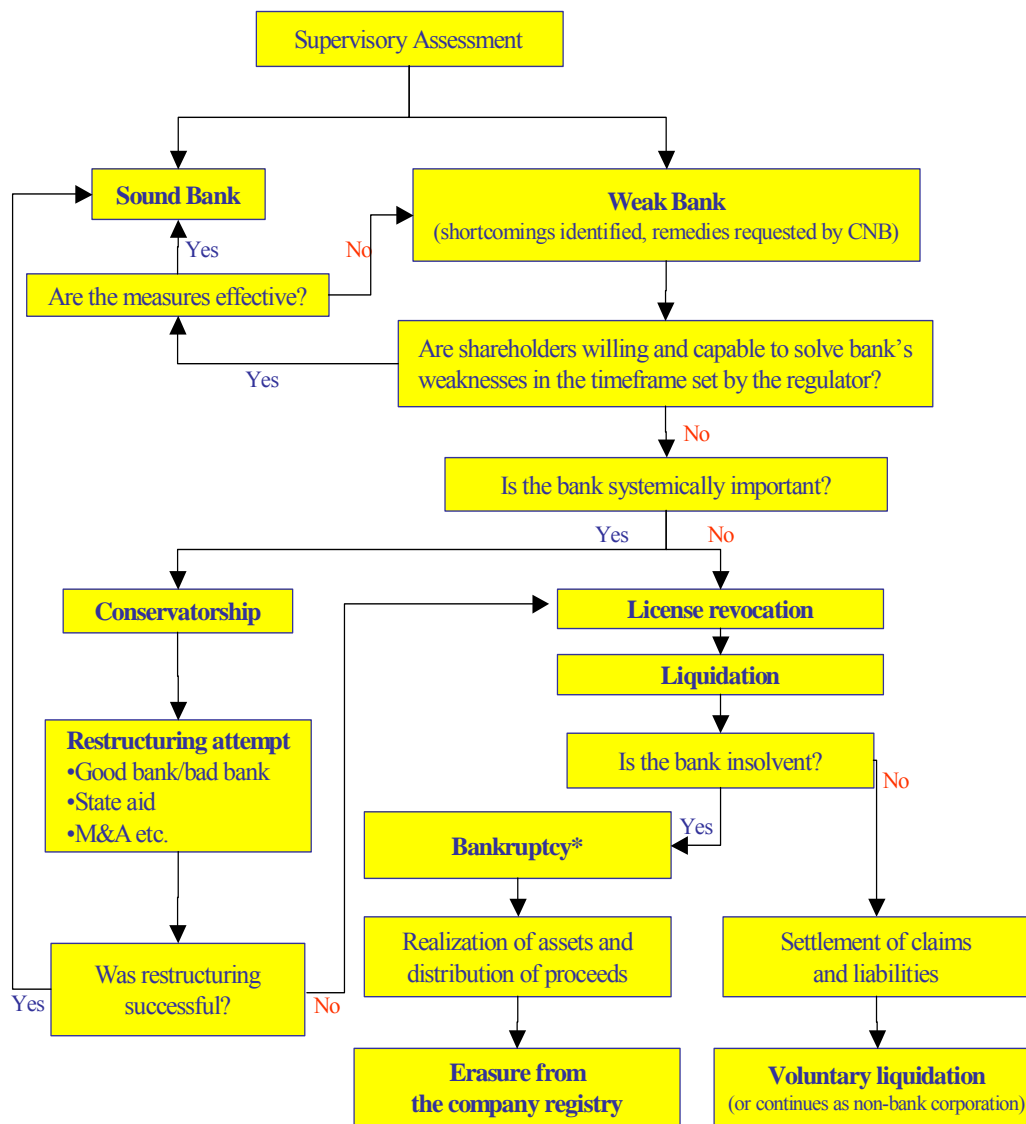 Supervisory Assessment
Sound Bank
Weak Bank
(shortcomings identified, remedies requested by CNB)
Yes
No
Are the measures effective?
Are shareholders willing and capable to solve bank's
weaknesses in the timeframe set by the regulator?
Yes
No
Is the bank systemically important?
Yes
No
Conservatorship
License revocation
Liquidation
Restructuring attempt
•Good bank/bad bank
•State aid
•M&A etc.
Is the bank insolvent?
No
Yes
Bankruptcy*
Realization of assets and
distribution of proceeds
Settlement of claims
and liabilities
Was restructuring
successful?
Yes
No
Erasure from
the company registry
Voluntary liquidation
(or continues as non-bank corporation)